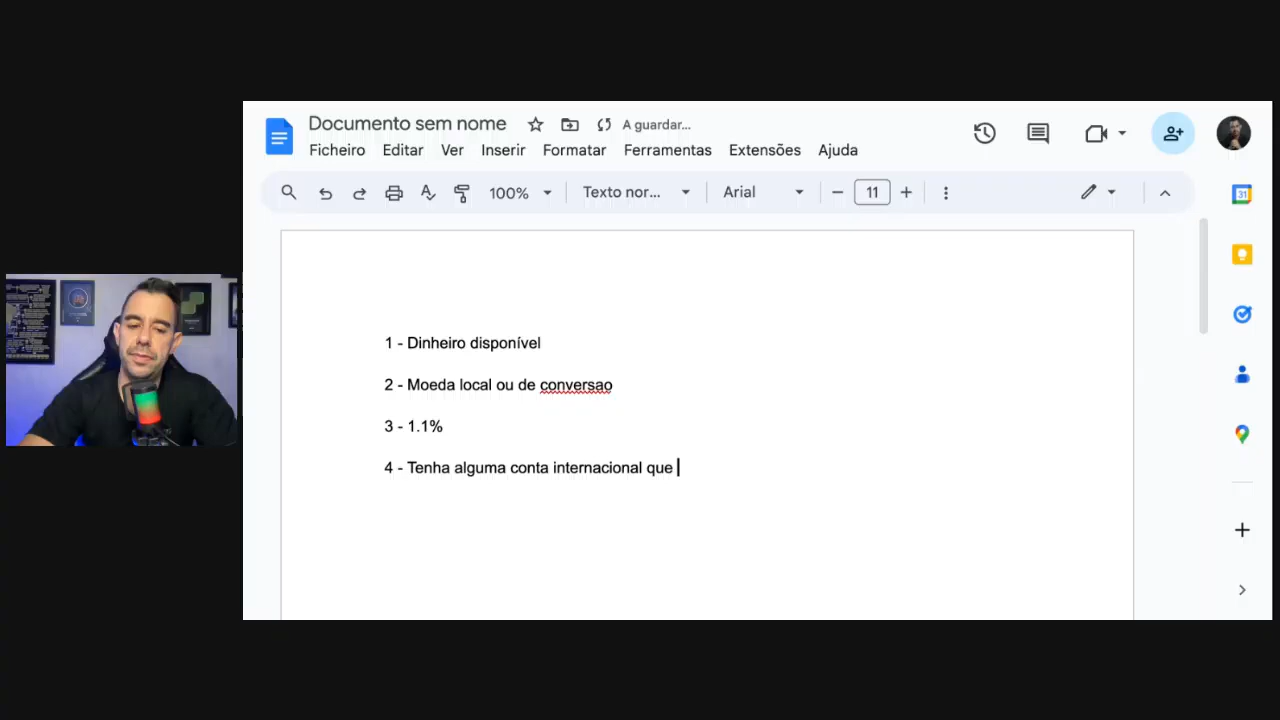 Documento sem nome
A guardar...
Ficheiro Editar Ver Inserir Formatar Ferramentas Extensões Ajuda
100% Texto nor... Arial 11
31
1 - Dinheiro disponível
2 - Moeda local ou de conversao
3 - 1.1%
4 - Tenha alguma conta internacional que